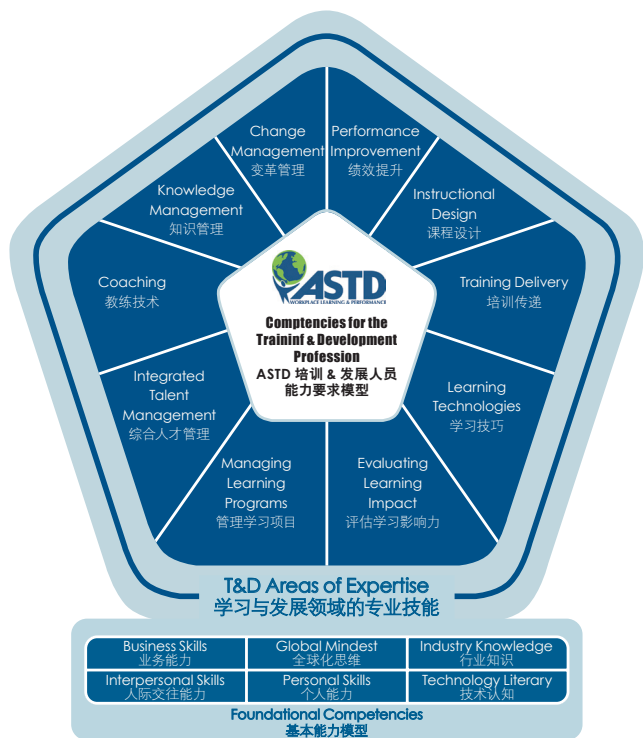 Change
Management
变革管理
Performance
Improvement
绩效提升
Instructional
Design
课程设计
Training Delivery
培训传递
Learning
Technologies
学习技巧
Evaluating
Learning
Impact
评估学习影响力
Managing
Learning
Programs
管理学习项目
Integrated
Talent
Management
综合人才管理
Coaching
教练技术
Knowledge
Management
知识管理
ASTD
WORKPLACE LEARNING & PERFORMANCE
Comptencies for the
Traininf & Development
Profession
ASTD 培训 & 发展人员
能力要求模型
T&D Areas of Expertise
学习与发展领域的专业技能
Business Skills
业务能力
Global Mindest
全球化思维
Industry Knowledge
行业知识
Interpersonal Skills
人际交往能力
Personal Skills
个人能力
Technology Literary
技术认知
Foundational Competencies
基本能力模型